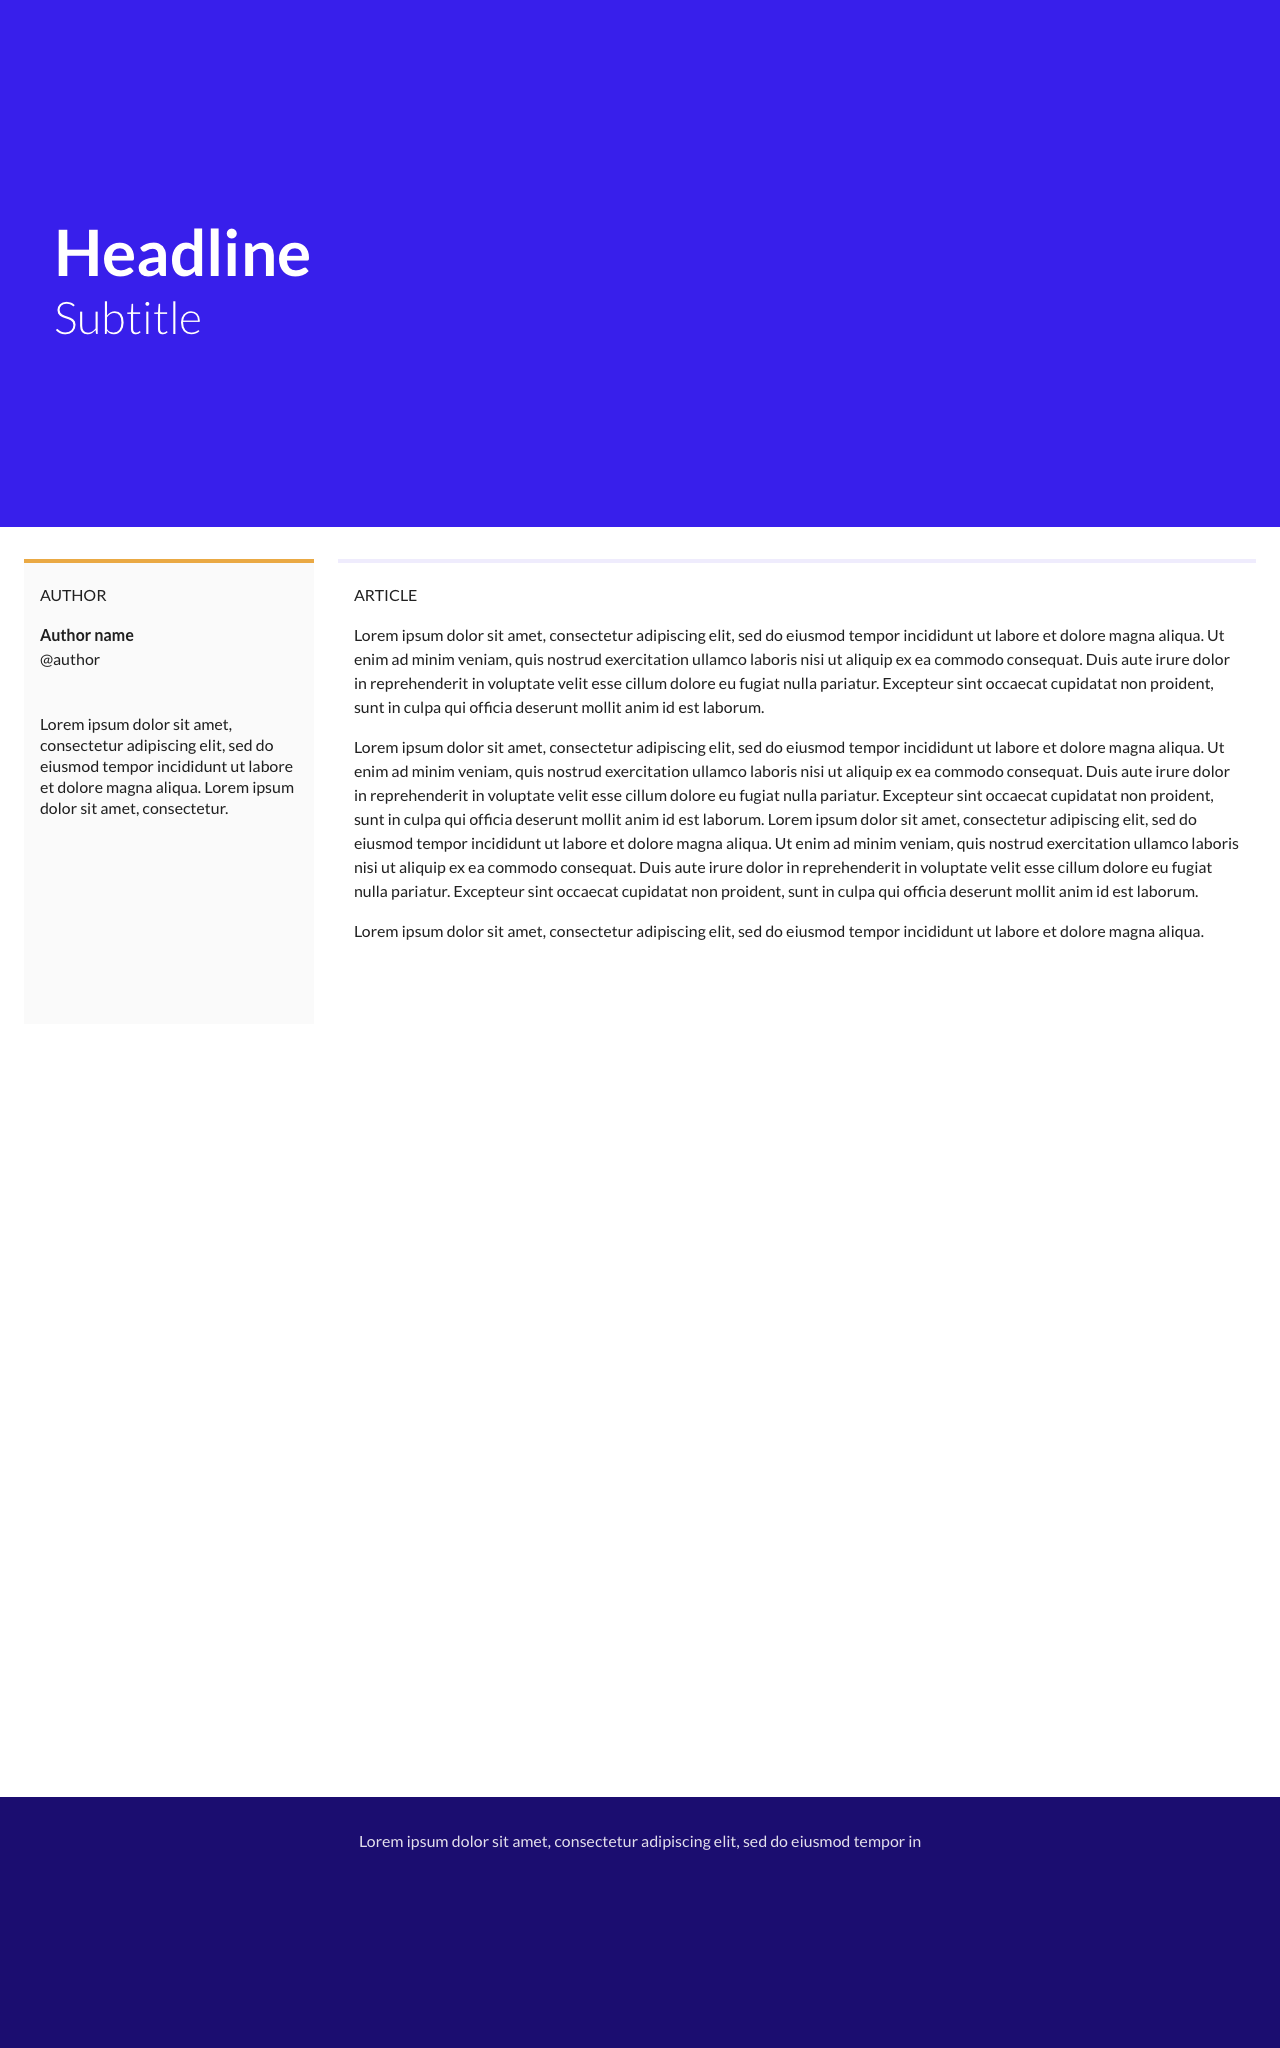 Headline
Subtitle
AUTHOR
Author name
@author
Lorem ipsum dolor sit amet,
consectetur adipiscing elit, sed do
eiusmod tempor incididunt ut labore
et dolore magna aliqua. Lorem ipsum
dolor sit amet, consectetur.
ARTICLE
Lorem ipsum dolor sit amet, consectetur adipiscing elit, sed do eiusmod tempor incididunt ut labore et dolore magna aliqua. Ut
enim ad minim veniam, quis nostrud exercitation ullamco laboris nisi ut aliquip ex ea commodo consequat. Duis aute irure dolor
in reprehenderit in voluptate velit esse cillum dolore eu fugiat nulla pariatur. Excepteur sint occaecat cupidatat non proident,
sunt in culpa qui officia deserunt mollit anim id est laborum.
Lorem ipsum dolor sit amet, consectetur adipiscing elit, sed do eiusmod tempor incididunt ut labore et dolore magna aliqua. Ut
enim ad minim veniam, quis nostrud exercitation ullamco laboris nisi ut aliquip ex ea commodo consequat. Duis aute irure dolor
in reprehenderit in voluptate velit esse cillum dolore eu fugiat nulla pariatur. Excepteur sint occaecat cupidatat non proident,
sunt in culpa qui officia deserunt mollit anim id est laborum. Lorem ipsum dolor sit amet, consectetur adipiscing elit, sed do
eiusmod tempor incididunt ut labore et dolore magna aliqua. Ut enim ad minim veniam, quis nostrud exercitation ullamco laboris
nisi ut aliquip ex ea commodo consequat. Duis aute irure dolor in reprehenderit in voluptate velit esse cillum dolore eu fugiat
nulla pariatur. Excepteur sint occaecat cupidatat non proident, sunt in culpa qui officia deserunt mollit anim id est laborum.
Lorem ipsum dolor sit amet, consectetur adipiscing elit, sed do eiusmod tempor incididunt ut labore et dolore magna aliqua.
Lorem ipsum dolor sit amet, consectetur adipiscing elit, sed do eiusmod tempor in